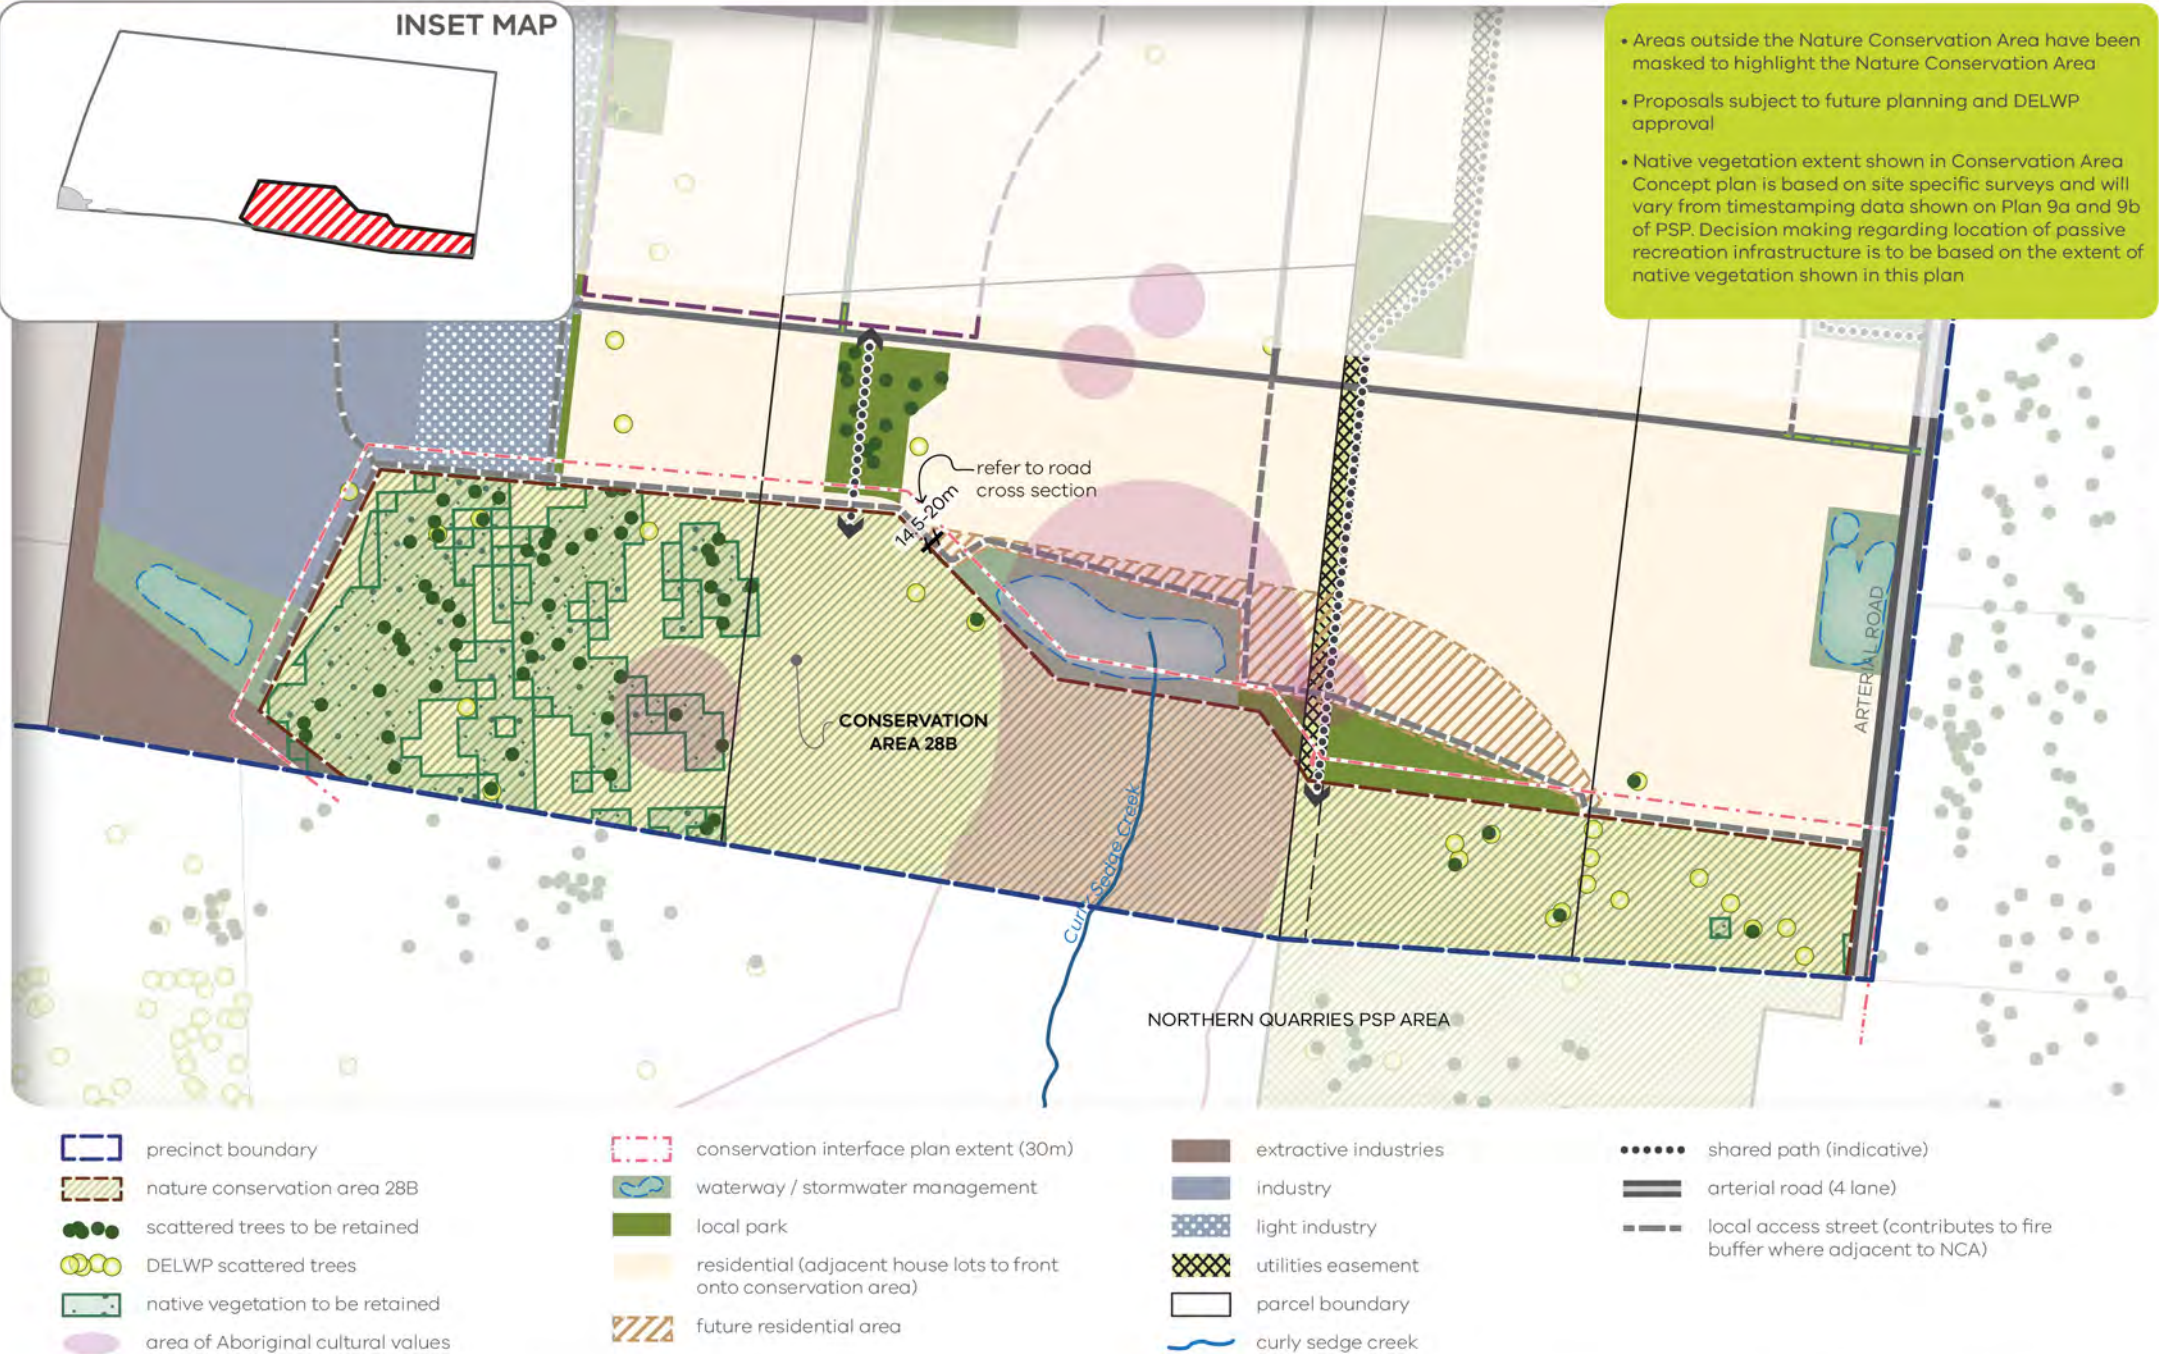 INSET MAP
• Areas outside the Nature Conservation Area have been
masked to highlight the Nature Conservation Area
• Proposals subject to future planning and DELWP
approval
• Native vegetation extent shown in Conservation Area
Concept plan is based on site specific surveys and will
vary from timestamping data shown on Plan 9a and 9b
of PSP. Decision making regarding location of passive
recreation infrastructure is to be based on the extent of
native vegetation shown in this plan
refer to road
cross section
14.5-20m
CONSERVATION
AREA 28B
Curly Sedge Creek
ARTERIAL ROAD
NORTHERN QUARRIES PSP AREA
precinct boundary
nature conservation area 28B
scattered trees to be retained
DELWP scattered trees
native vegetation to be retained
area of Aboriginal cultural values
conservation interface plan extent (30m)
waterway / stormwater management
local park
residential (adjacent house lots to front
onto conservation area)
future residential area
extractive industries
industry
light industry
utilities easement
parcel boundary
curly sedge creek
shared path (indicative)
arterial road (4 lane)
local access street (contributes to fire
buffer where adjacent to NCA)